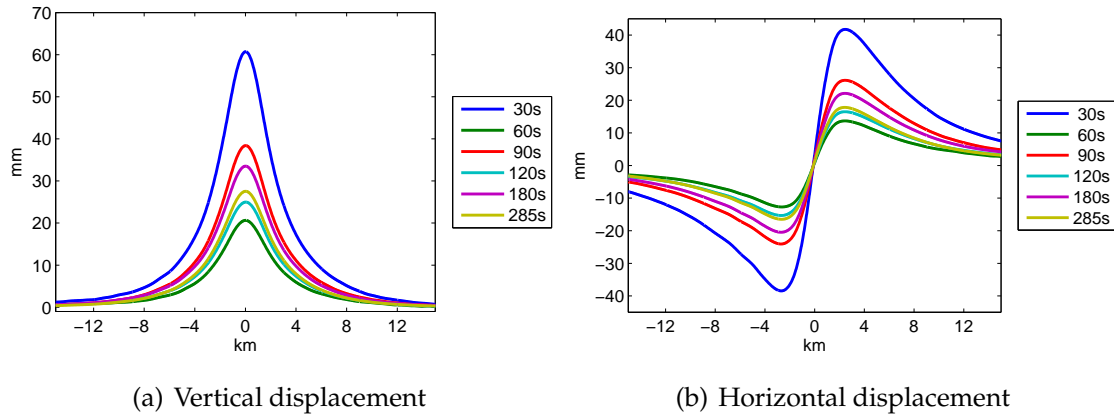 70
60
50
40
30
20
10
0
mm
−12 −8 −4 0 4 8 12
km
30s
60s
90s
120s
180s
285s
(a) Vertical displacement
40
30
20
10
0
−10
−20
−30
−40
mm
−12 −8 −4 0 4 8 12
km
30s
60s
90s
120s
180s
285s
(b) Horizontal displacement